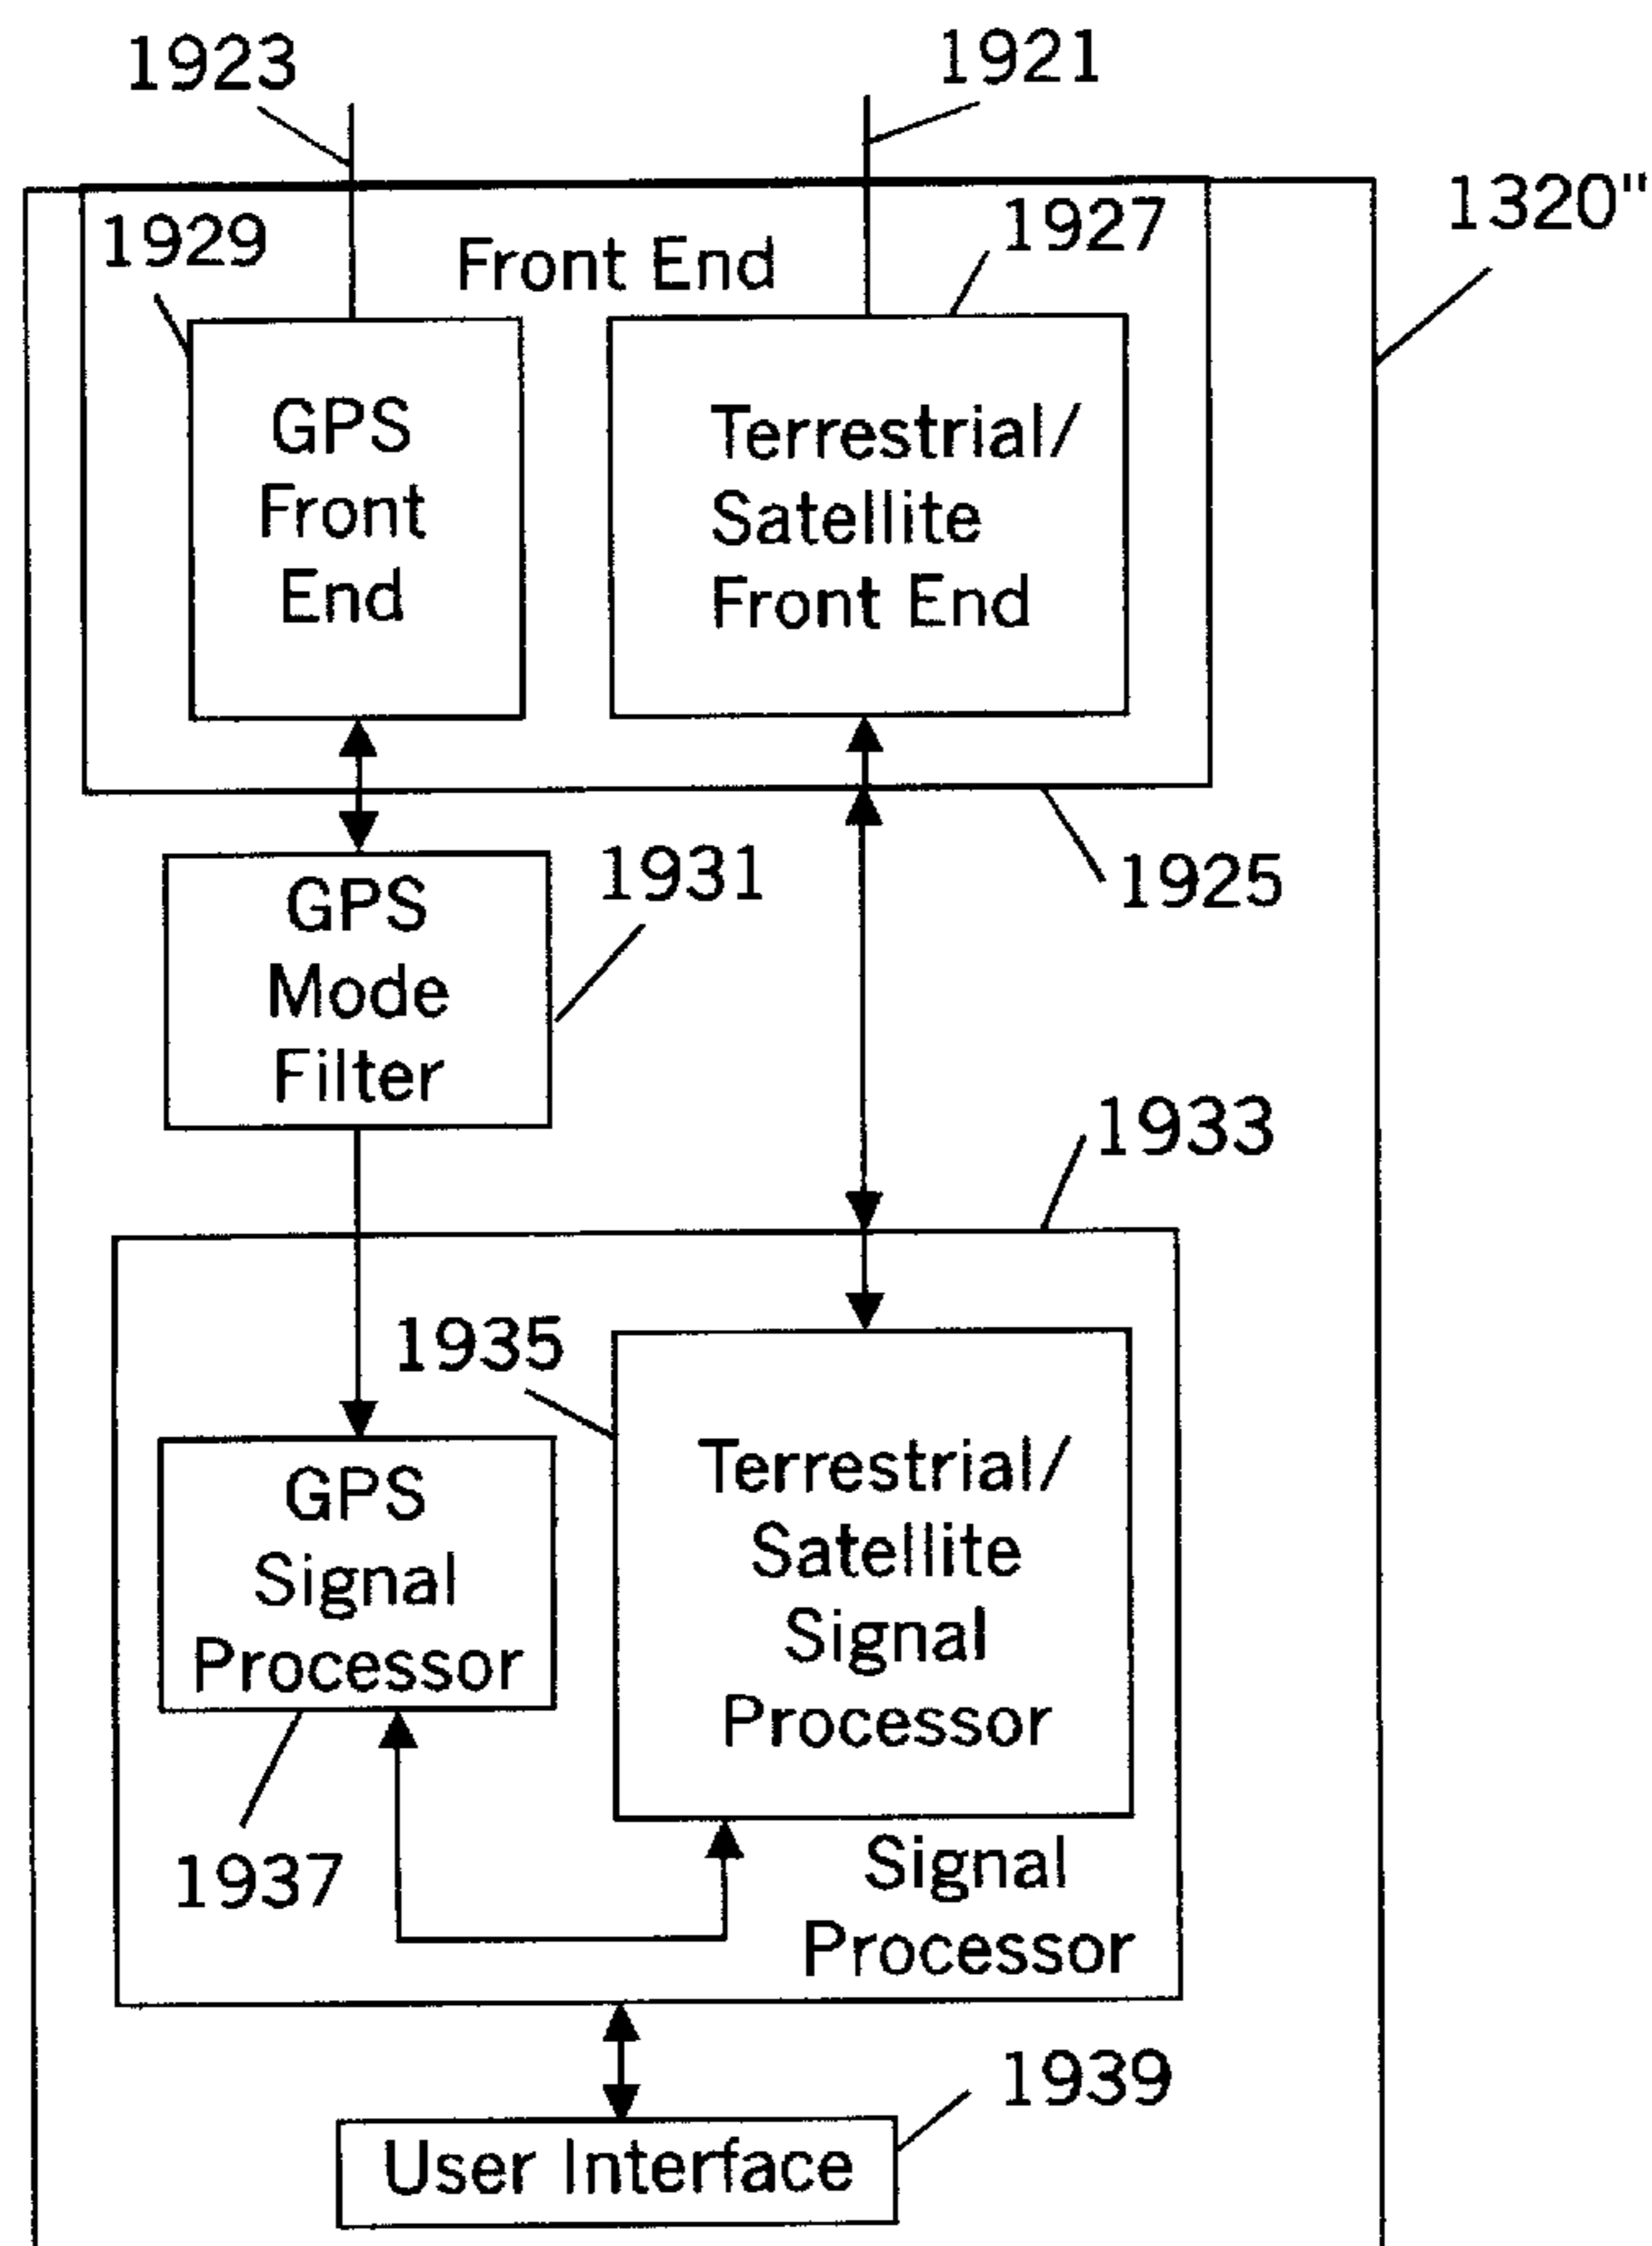 1923
1921
1320"
1929
Front End
1927
GPS
Front
End
Terrestrial/
Satellite
Front End
1925
GPS
Mode
Filter
1931
1933
1935
GPS
Signal
Processor
Terrestrial/
Satellite
Signal
Processor
1937
Signal
Processor
1939
User Interface